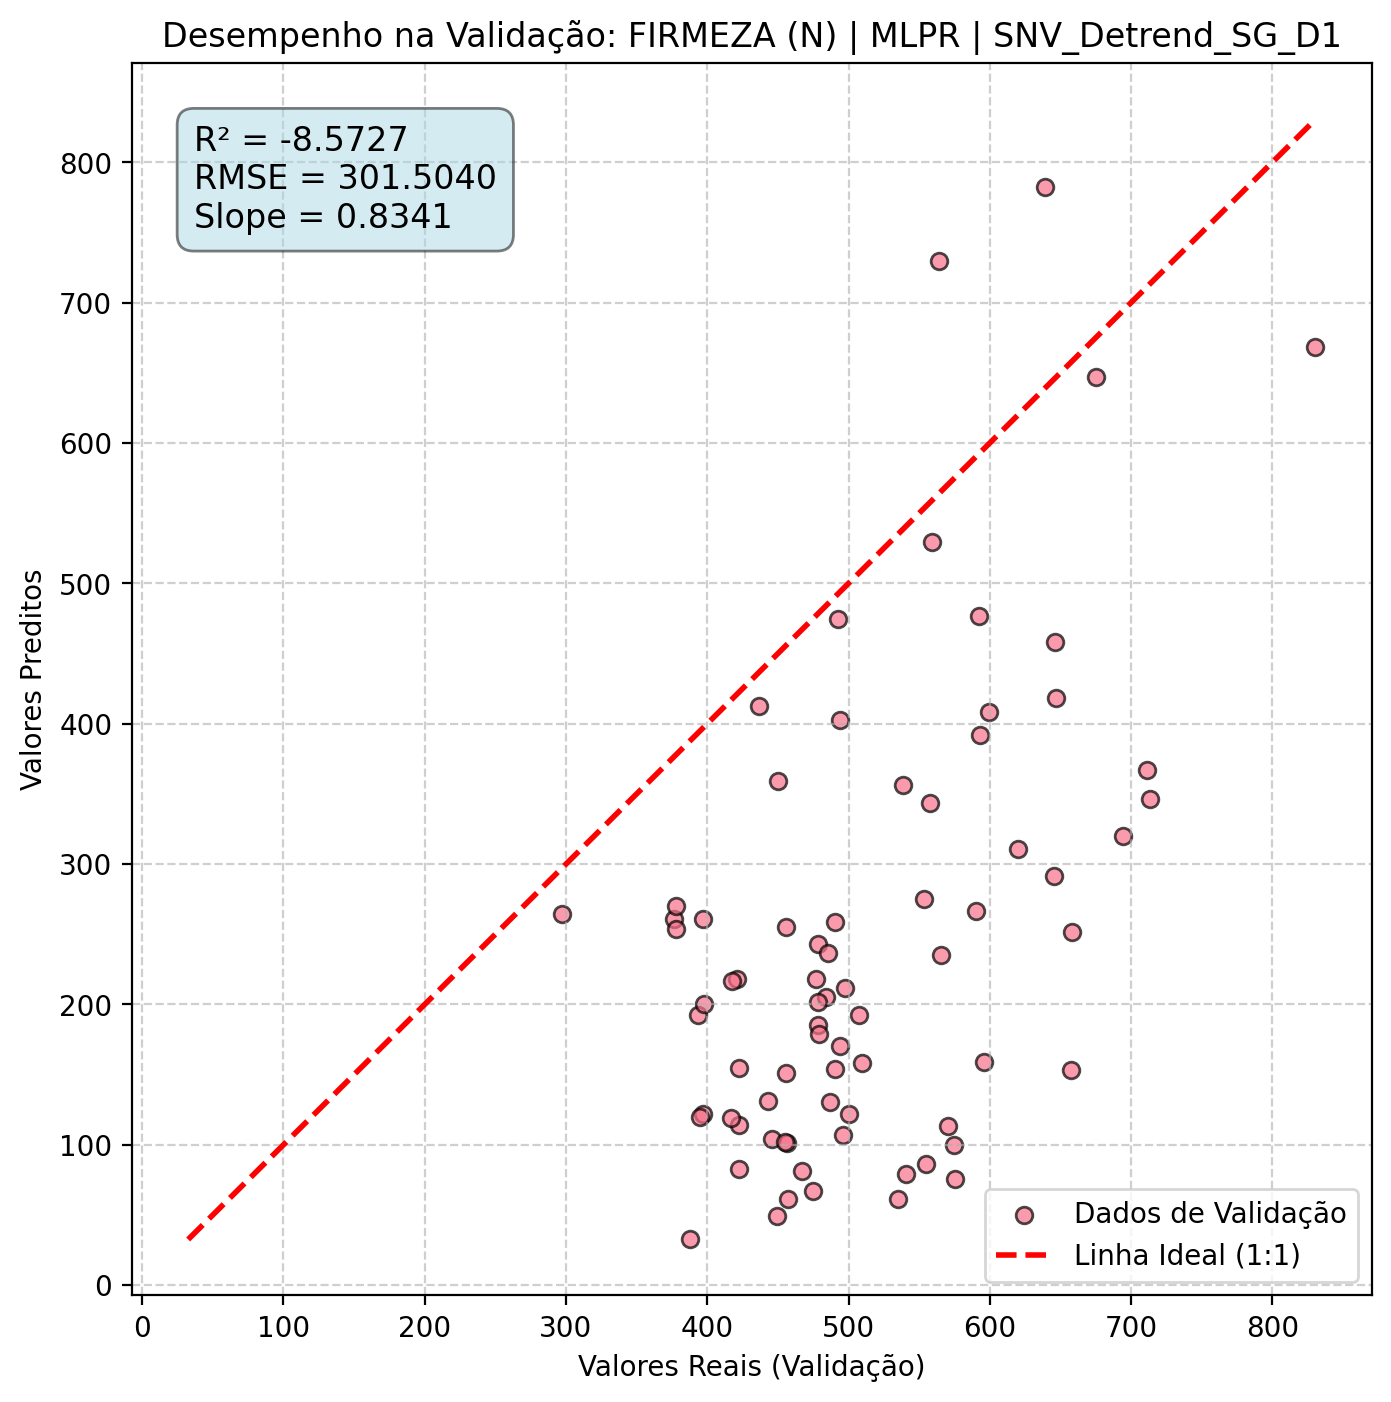 Desempenho na Validação: FIRMEZA (N) | MLPR | SNV_Detrend_SG_D1
R² = -8.5727
RMSE = 301.5040
Slope = 0.8341
800
700
600
500
400
300
200
100
0
Valores Preditos
Dados de Validação
Linha Ideal (1:1)
0 100 200 300 400 500 600 700 800
Valores Reais (Validação)